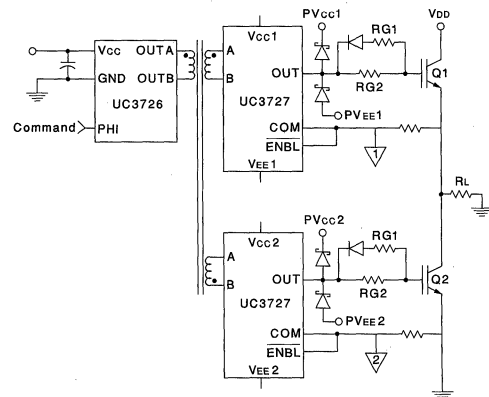 PVcc1
VDD
Vcc OUTA
GND OUTB
UC3726
Command PHI
Vcc1
A
B
OUT
UC3727
COM
ENBL
VEE1
RG1
RG2
Q1
PVEE1
1
RL
PVcc2
Vcc2
A
B
OUT
UC3727
COM
ENBL
VEE2
RG1
RG2
Q2
PVEE2
2